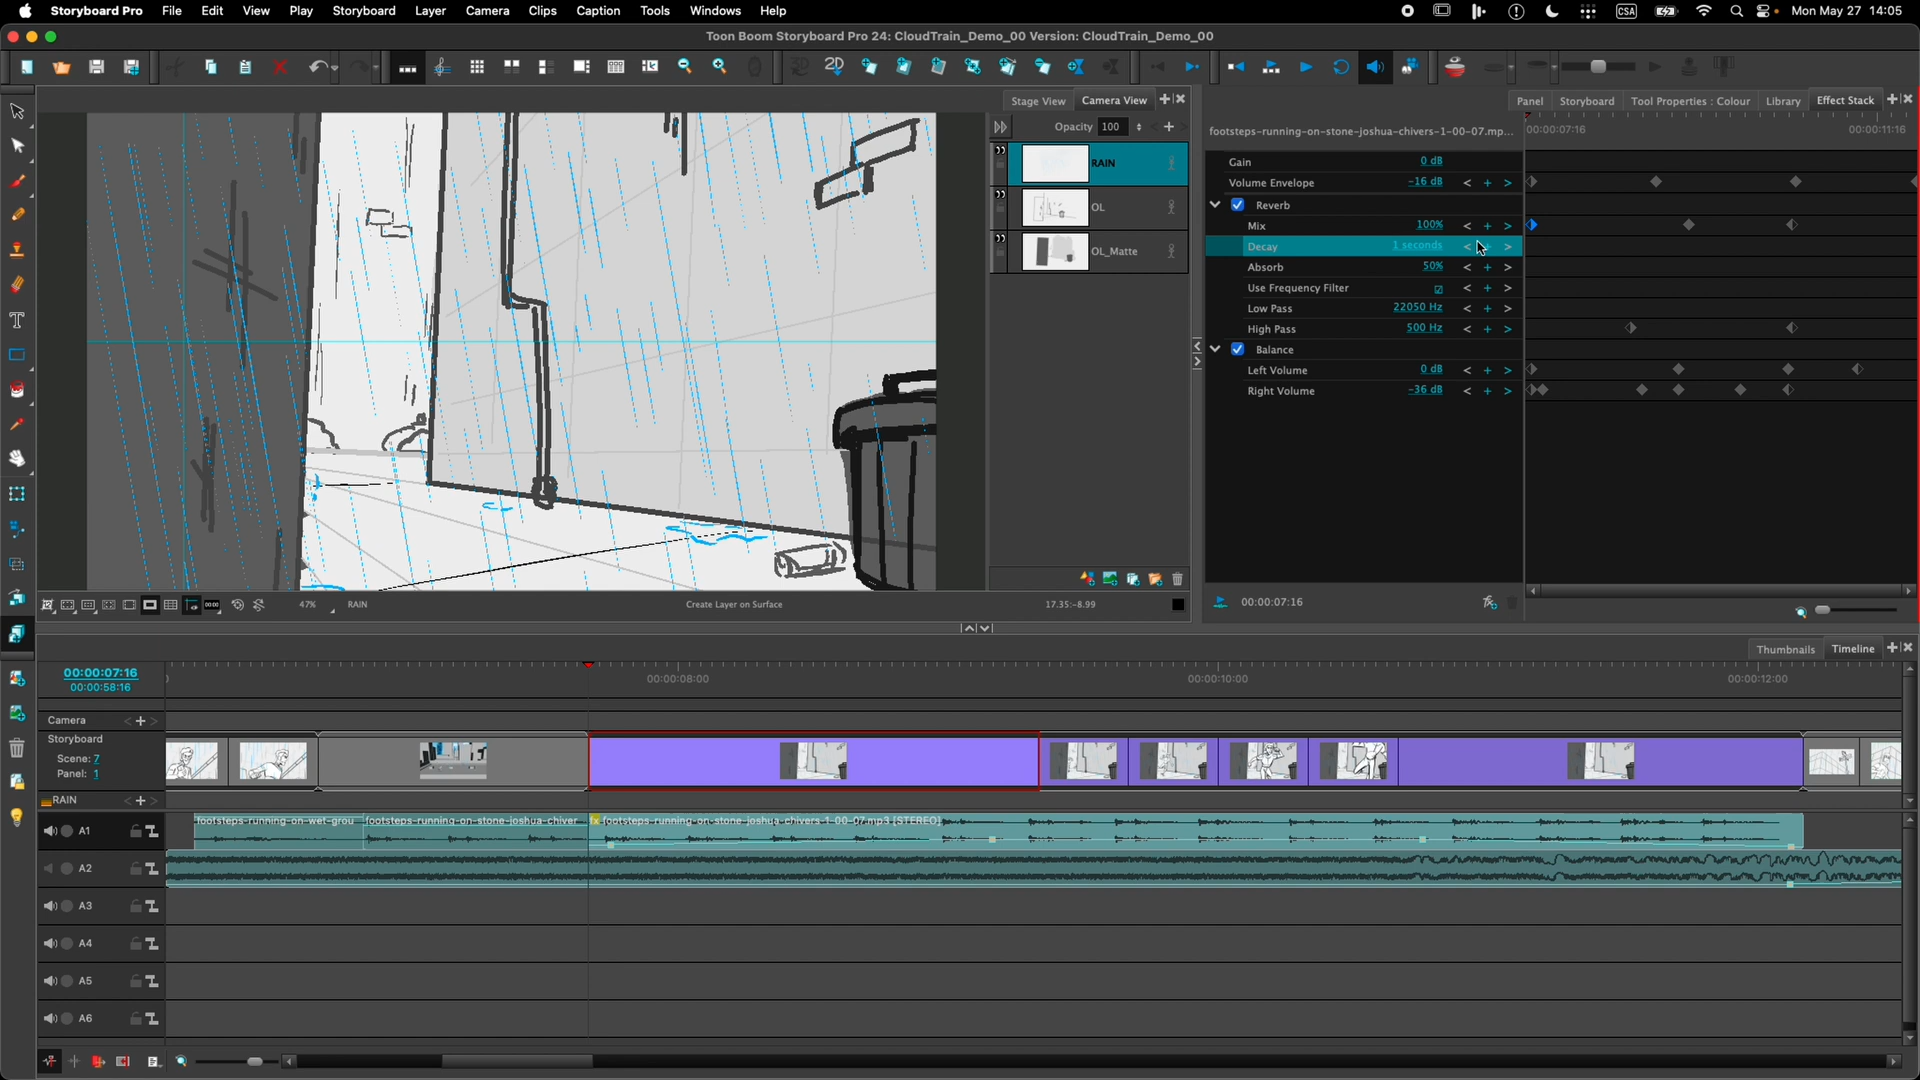 Storyboard Pro File Edit View Play Storyboard Layer Camera Clips Caption Tools Windows Help CSA Mon May 27 14:05
Toon Boom Storyboard Pro 24: CloudTrain_Demo_00 Version: CloudTrain_Demo_00
3D 2D
Stage View Camera View
Panel Storyboard Tool Properties : Colour Library Effect Stack
Opacity 100
footsteps-running-on-stone-joshua-chivers-1-00-07.mp... 00:00:07:16 00:00:11:16
RAIN
OL
OL_Matte
Gain 0 dB
Volume Envelope -16 dB
Reverb
Mix 100%
Decay 1 seconds
Absorb 50%
Use Frequency Filter
Low Pass 22050 Hz
High Pass 500 Hz
Balance
Left Volume 0 dB
Right Volume -36 dB
00:00:07:16
47% RAIN Create Layer on Surface 17.35:-8.99
Thumbnails Timeline
00:00:07:16
00:00:58:16
00:00:08:00 00:00:10:00 00:00:12:00
Camera
Storyboard
Scene: 7
Panel: 1
RAIN
A1 footsteps-running-on-wet-grou footsteps-running-on-stone-joshua-chiver fx footsteps-running-on-stone-joshua-chivers-1-00-07.mp3 [STEREO]
A2
A3
A4
A5
A6